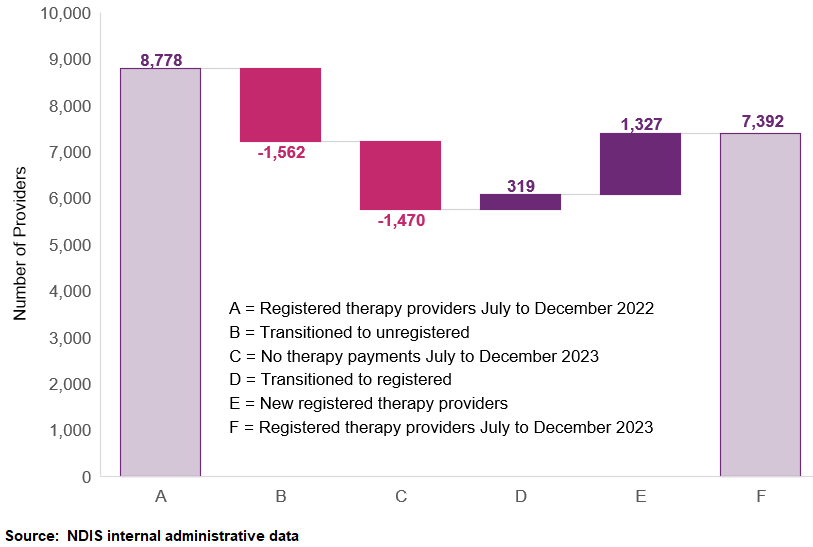 10,000
9,000
8,000
7,000
6,000
5,000
4,000
3,000
2,000
1,000
0
Number of Providers
8,778
-1,562
-1,470
319
1,327
7,392
A = Registered therapy providers July to December 2022
B = Transitioned to unregistered
C = No therapy payments July to December 2023
D = Transitioned to registered
E = New registered therapy providers
F = Registered therapy providers July to December 2023
A B C D E F
Source: NDIS internal administrative data